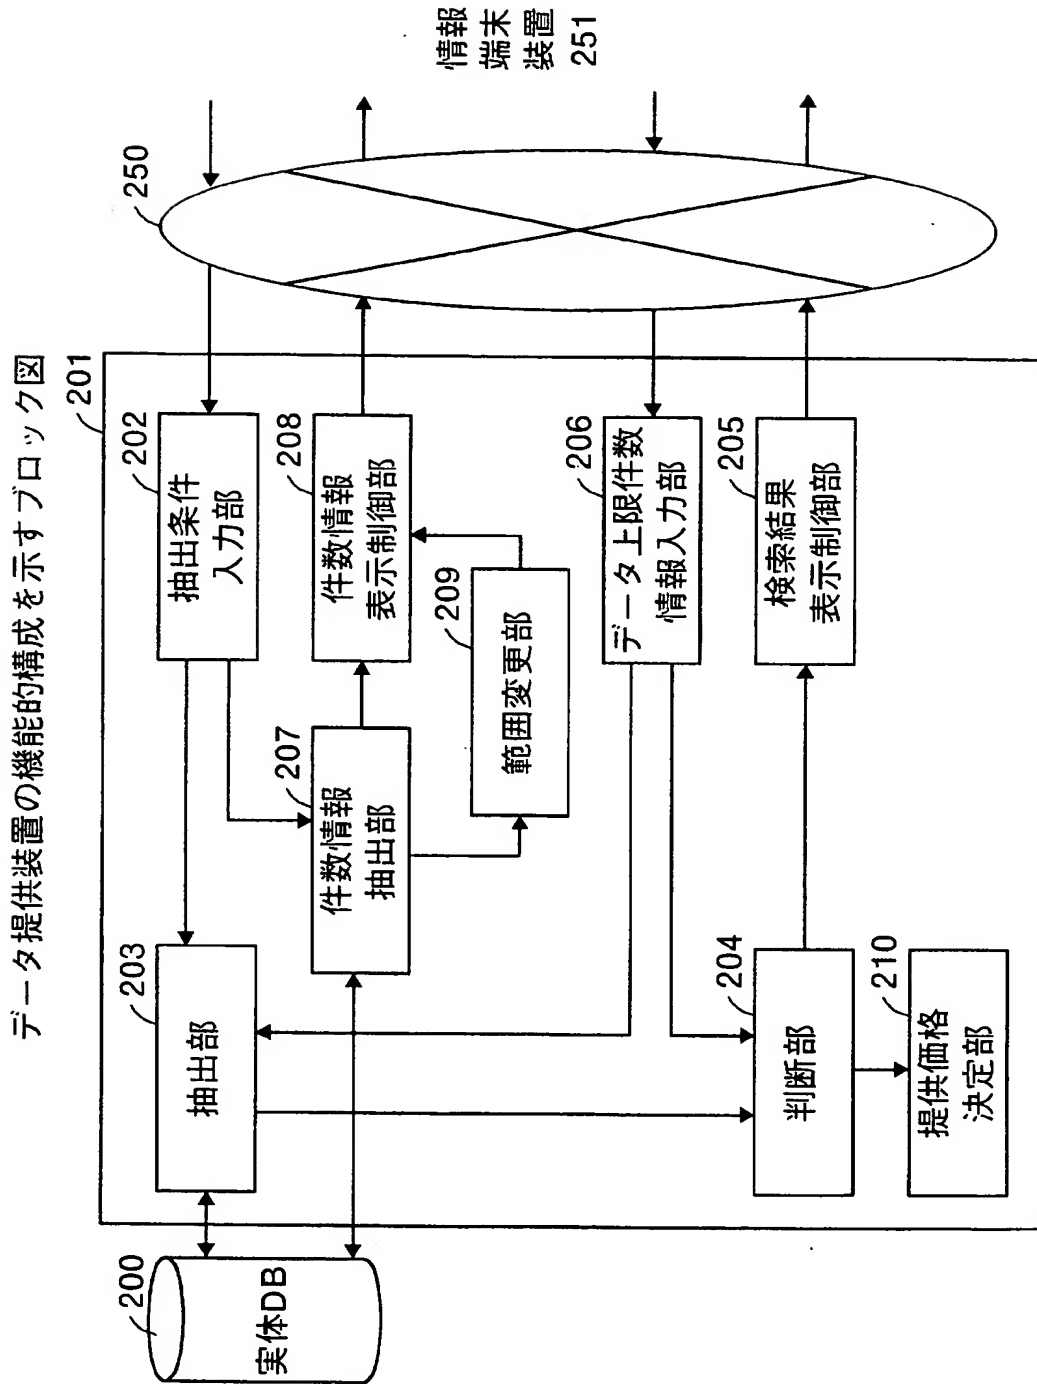 データ提供装置の機能的構成を示すブロック図
200
実体DB
201
203
抽出部
202
抽出条件
入力部
207
件数情報
抽出部
208
件数情報
表示制御部
209
範囲変更部
206
データ上限件数
情報入力部
204
判断部
205
検索結果
表示制御部
210
提供価格
決定部
250
情報
端末
装置
251